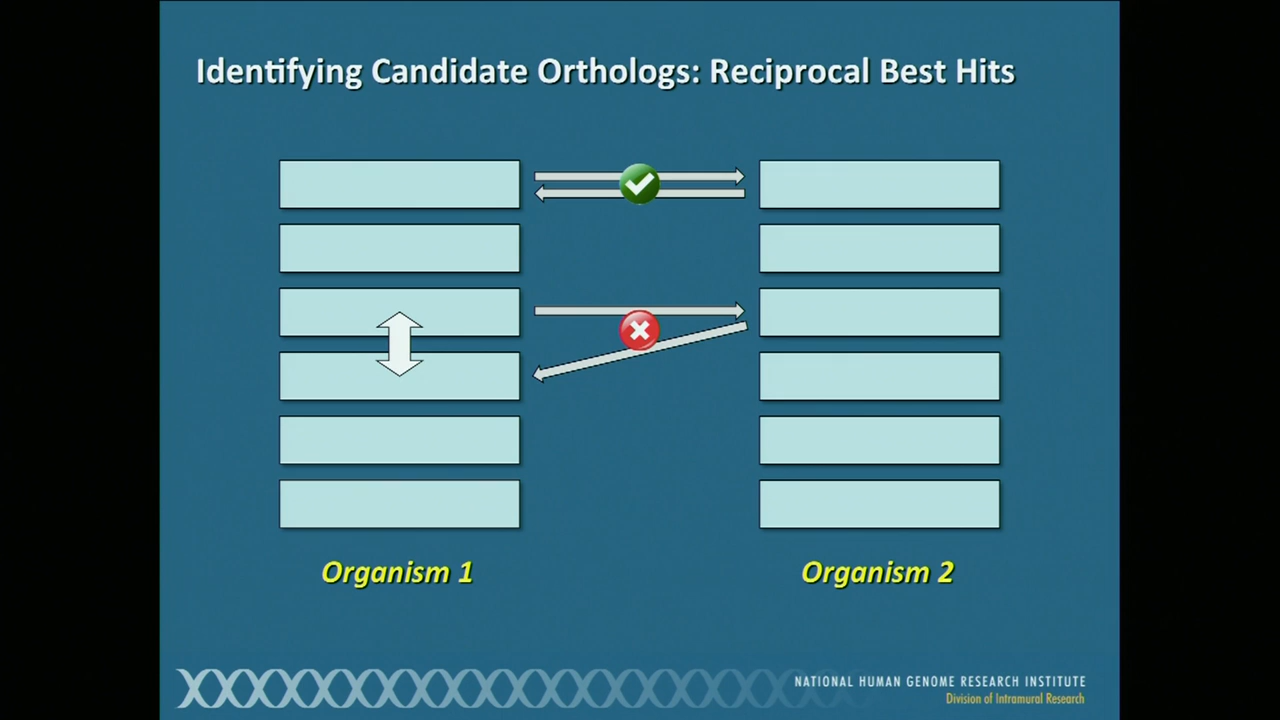 Identifying Candidate Orthologs: Reciprocal Best Hits
Organism 1
Organism 2
NATIONAL HUMAN GENOME RESEARCH INSTITUTE
Division of Intramural Research